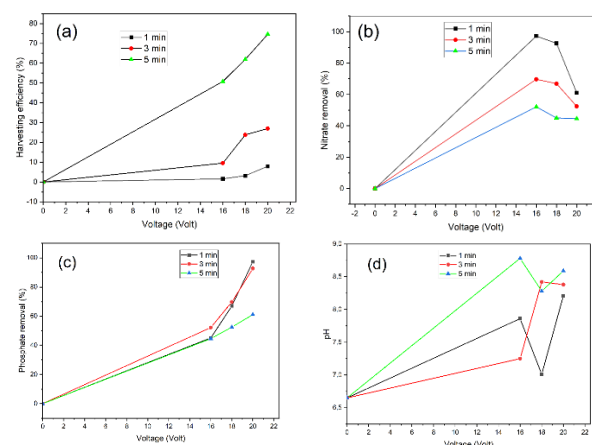 (a)
1 min
3 min
5 min
Harvesting efficiency (%)
80
70
60
50
40
30
20
10
0
-10
0 2 4 6 8 10 12 14 16 18 20 22
Voltage (Volt)
(b)
1 min
3 min
5 min
Nitrate removal (%)
100
80
60
40
20
0
-2 0 2 4 6 8 10 12 14 16 18 20 22
Voltage (Volt)
(c)
1 min
3 min
5 min
Phosphate removal (%)
100
80
60
40
20
0
0 2 4 6 8 10 12 14 16 18 20 22
Voltage (Volt)
(d)
1 min
3 min
5 min
pH
9,0
8,5
8,0
7,5
7,0
6,5
0 2 4 6 8 10 12 14 16 18 20 22
Voltage (Volt)